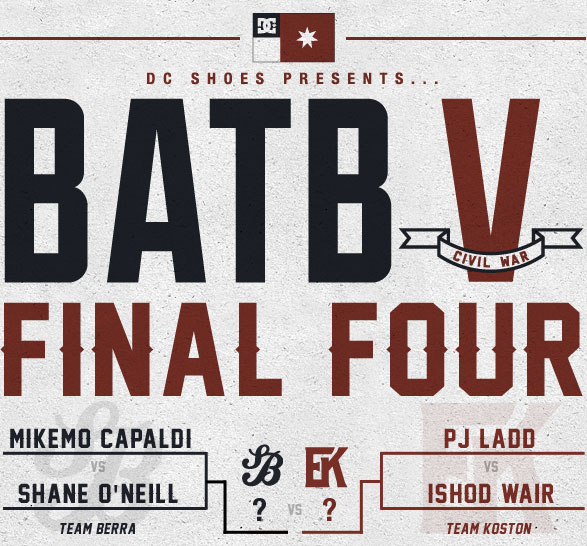 DC
DC SHOES PRESENTS...
BATB V
CIVIL WAR
FINAL FOUR
MIKEMO CAPALDI
VS
SHANE O'NEILL
TEAM BERRA
SB EK
? VS ?
PJ LADD
VS
ISHOD WAIR
TEAM KOSTON